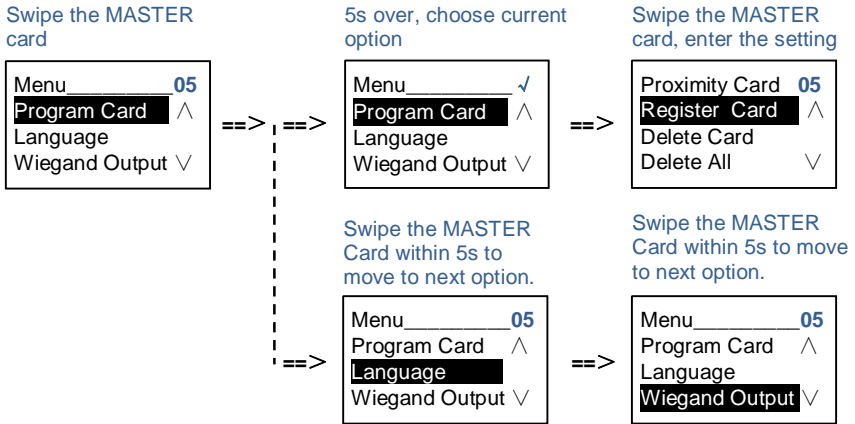 Swipe the MASTER
card
Menu_________05
Program Card ∧
Language
Wiegand Output ∨
==> ==>
5s over, choose current
option
Menu_________ √
Program Card ∧
Language
Wiegand Output ∨
==>
Swipe the MASTER
card, enter the setting
Proximity Card 05
Register Card ∧
Delete Card
Delete All ∨
==>
Swipe the MASTER
Card within 5s to
move to next option.
Menu_________05
Program Card ∧
Language
Wiegand Output ∨
==>
Swipe the MASTER
Card within 5s to move
to next option.
Menu_________05
Program Card ∧
Language
Wiegand Output ∨